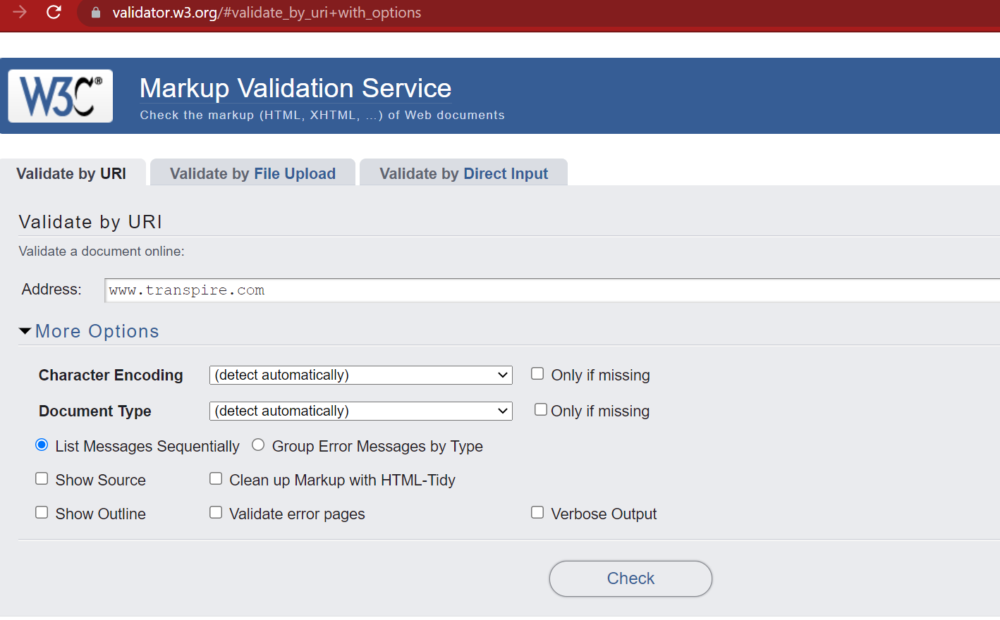 validator.w3.org/#validate_by_uri+with_options
W3C®
Markup Validation Service
Check the markup (HTML, XHTML, ...) of Web documents
Validate by URI Validate by File Upload Validate by Direct Input
Validate by URI
Validate a document online:
Address: www.transpire.com
More Options
Character Encoding (detect automatically) Only if missing
Document Type (detect automatically) Only if missing
List Messages Sequentially Group Error Messages by Type
Show Source Clean up Markup with HTML-Tidy
Show Outline Validate error pages Verbose Output
Check